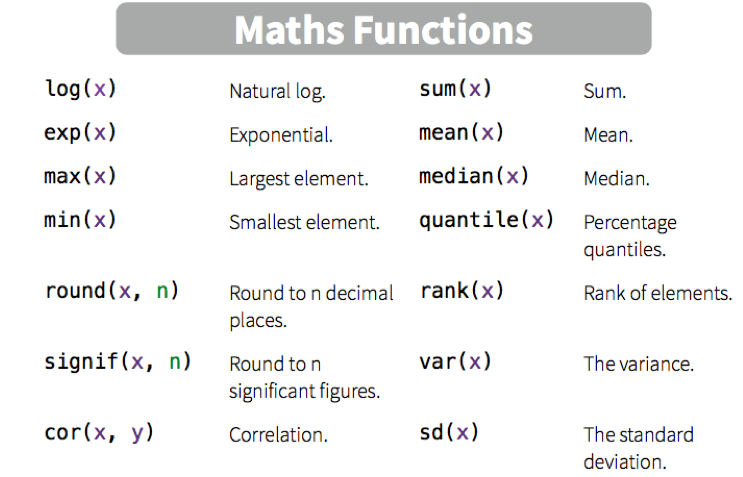 Maths Functions
log(x) Natural log. sum(x) Sum.
exp(x) Exponential. mean(x) Mean.
max(x) Largest element. median(x) Median.
min(x) Smallest element. quantile(x) Percentage
quantiles.
round(x, n) Round to n decimal rank(x) Rank of elements.
places.
signif(x, n) Round to n var(x) The variance.
significant figures.
cor(x, y) Correlation. sd(x) The standard
deviation.